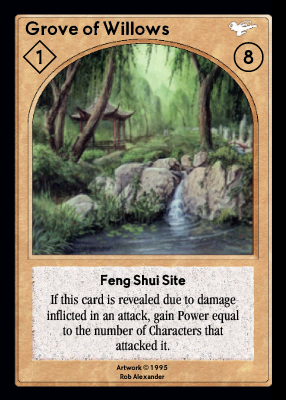 Grove of Willows
1
8
Feng Shui Site
If this card is revealed due to damage
inflicted in an attack, gain Power equal
to the number of Characters that
attacked it.
Artwork © 1995
Rob Alexander